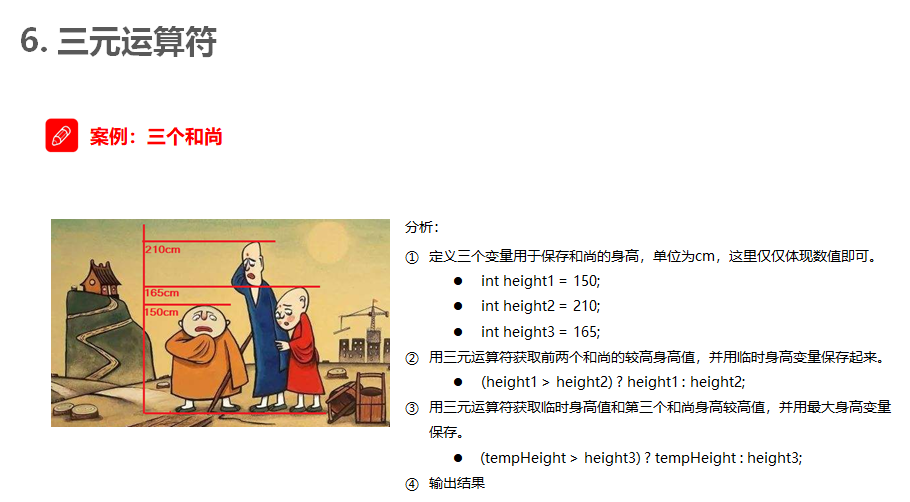 6. 三元运算符
案例：三个和尚
210cm
165cm
150cm
分析：
① 定义三个变量用于保存和尚的身高，单位为cm，这里仅仅体现数值即可。
● int height1 = 150;
● int height2 = 210;
● int height3 = 165;
② 用三元运算符获取前两个和尚的较高身高值，并用临时身高变量保存起来。
● (height1 > height2) ? height1 : height2;
③ 用三元运算符获取临时身高值和第三个和尚身高较高值，并用最大身高变量
保存。
● (tempHeight > height3) ? tempHeight : height3;
④ 输出结果